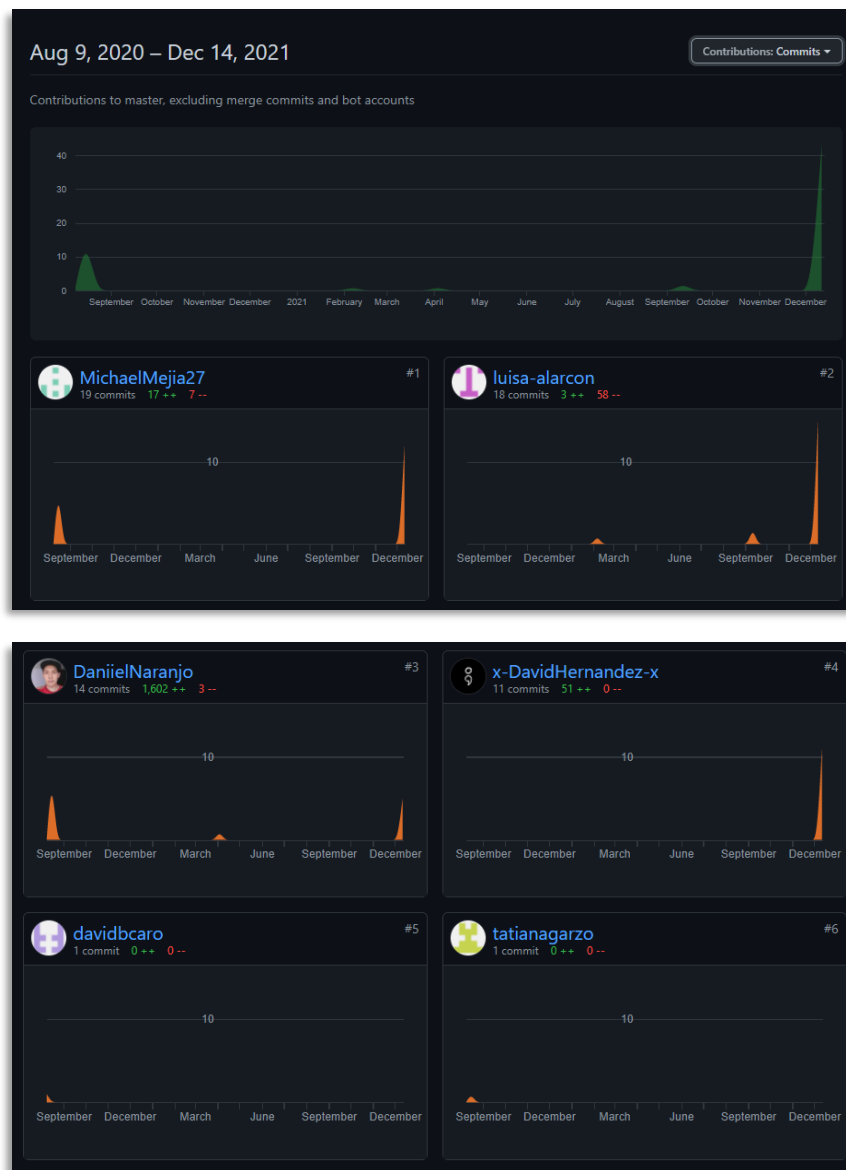 Aug 9, 2020 – Dec 14, 2021
Contributions: Commits
Contributions to master, excluding merge commits and bot accounts
40
30
20
10
0
September October November December 2021 February March April May June July August September October November December
MichaelMejia27 #1
19 commits 17 ++ 7 --
10
September December March June September December
luisa-alarcon #2
18 commits 3 ++ 58 --
10
September December March June September December
DaniielNaranjo #3
14 commits 1,602 ++ 3 --
10
September December March June September December
x-DavidHernandez-x #4
11 commits 51 ++ 0 --
10
September December March June September December
davidbcaro #5
1 commit 0 ++ 0 --
10
September December March June September December
tatianagarzo #6
1 commit 0 ++ 0 --
10
September December March June September December